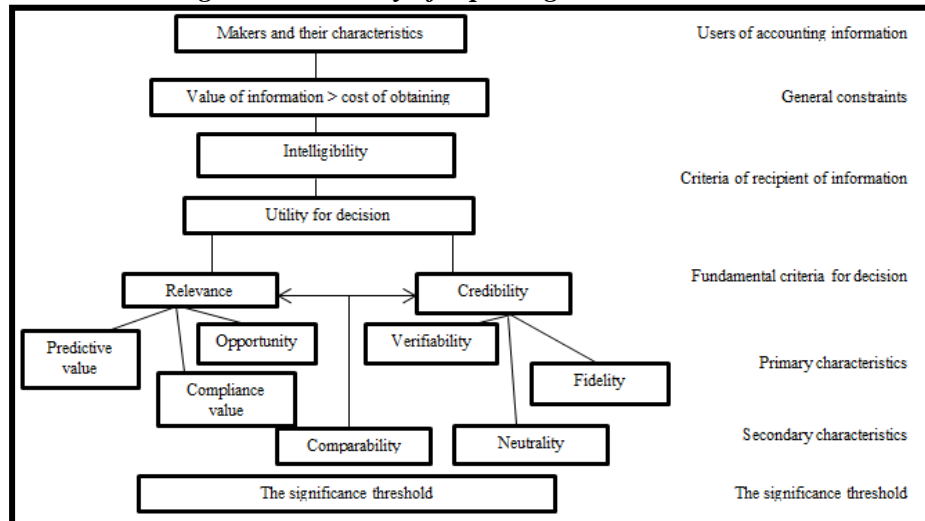 Makers and their characteristics
Users of accounting information
Value of information > cost of obtaining
General constraints
Intelligibility
Criteria of recipient of information
Utility for decision
Fundamental criteria for decision
Relevance
Credibility
Predictive
value
Opportunity
Verifiability
Primary characteristics
Compliance
value
Fidelity
Comparability
Neutrality
Secondary characteristics
The significance threshold
The significance threshold